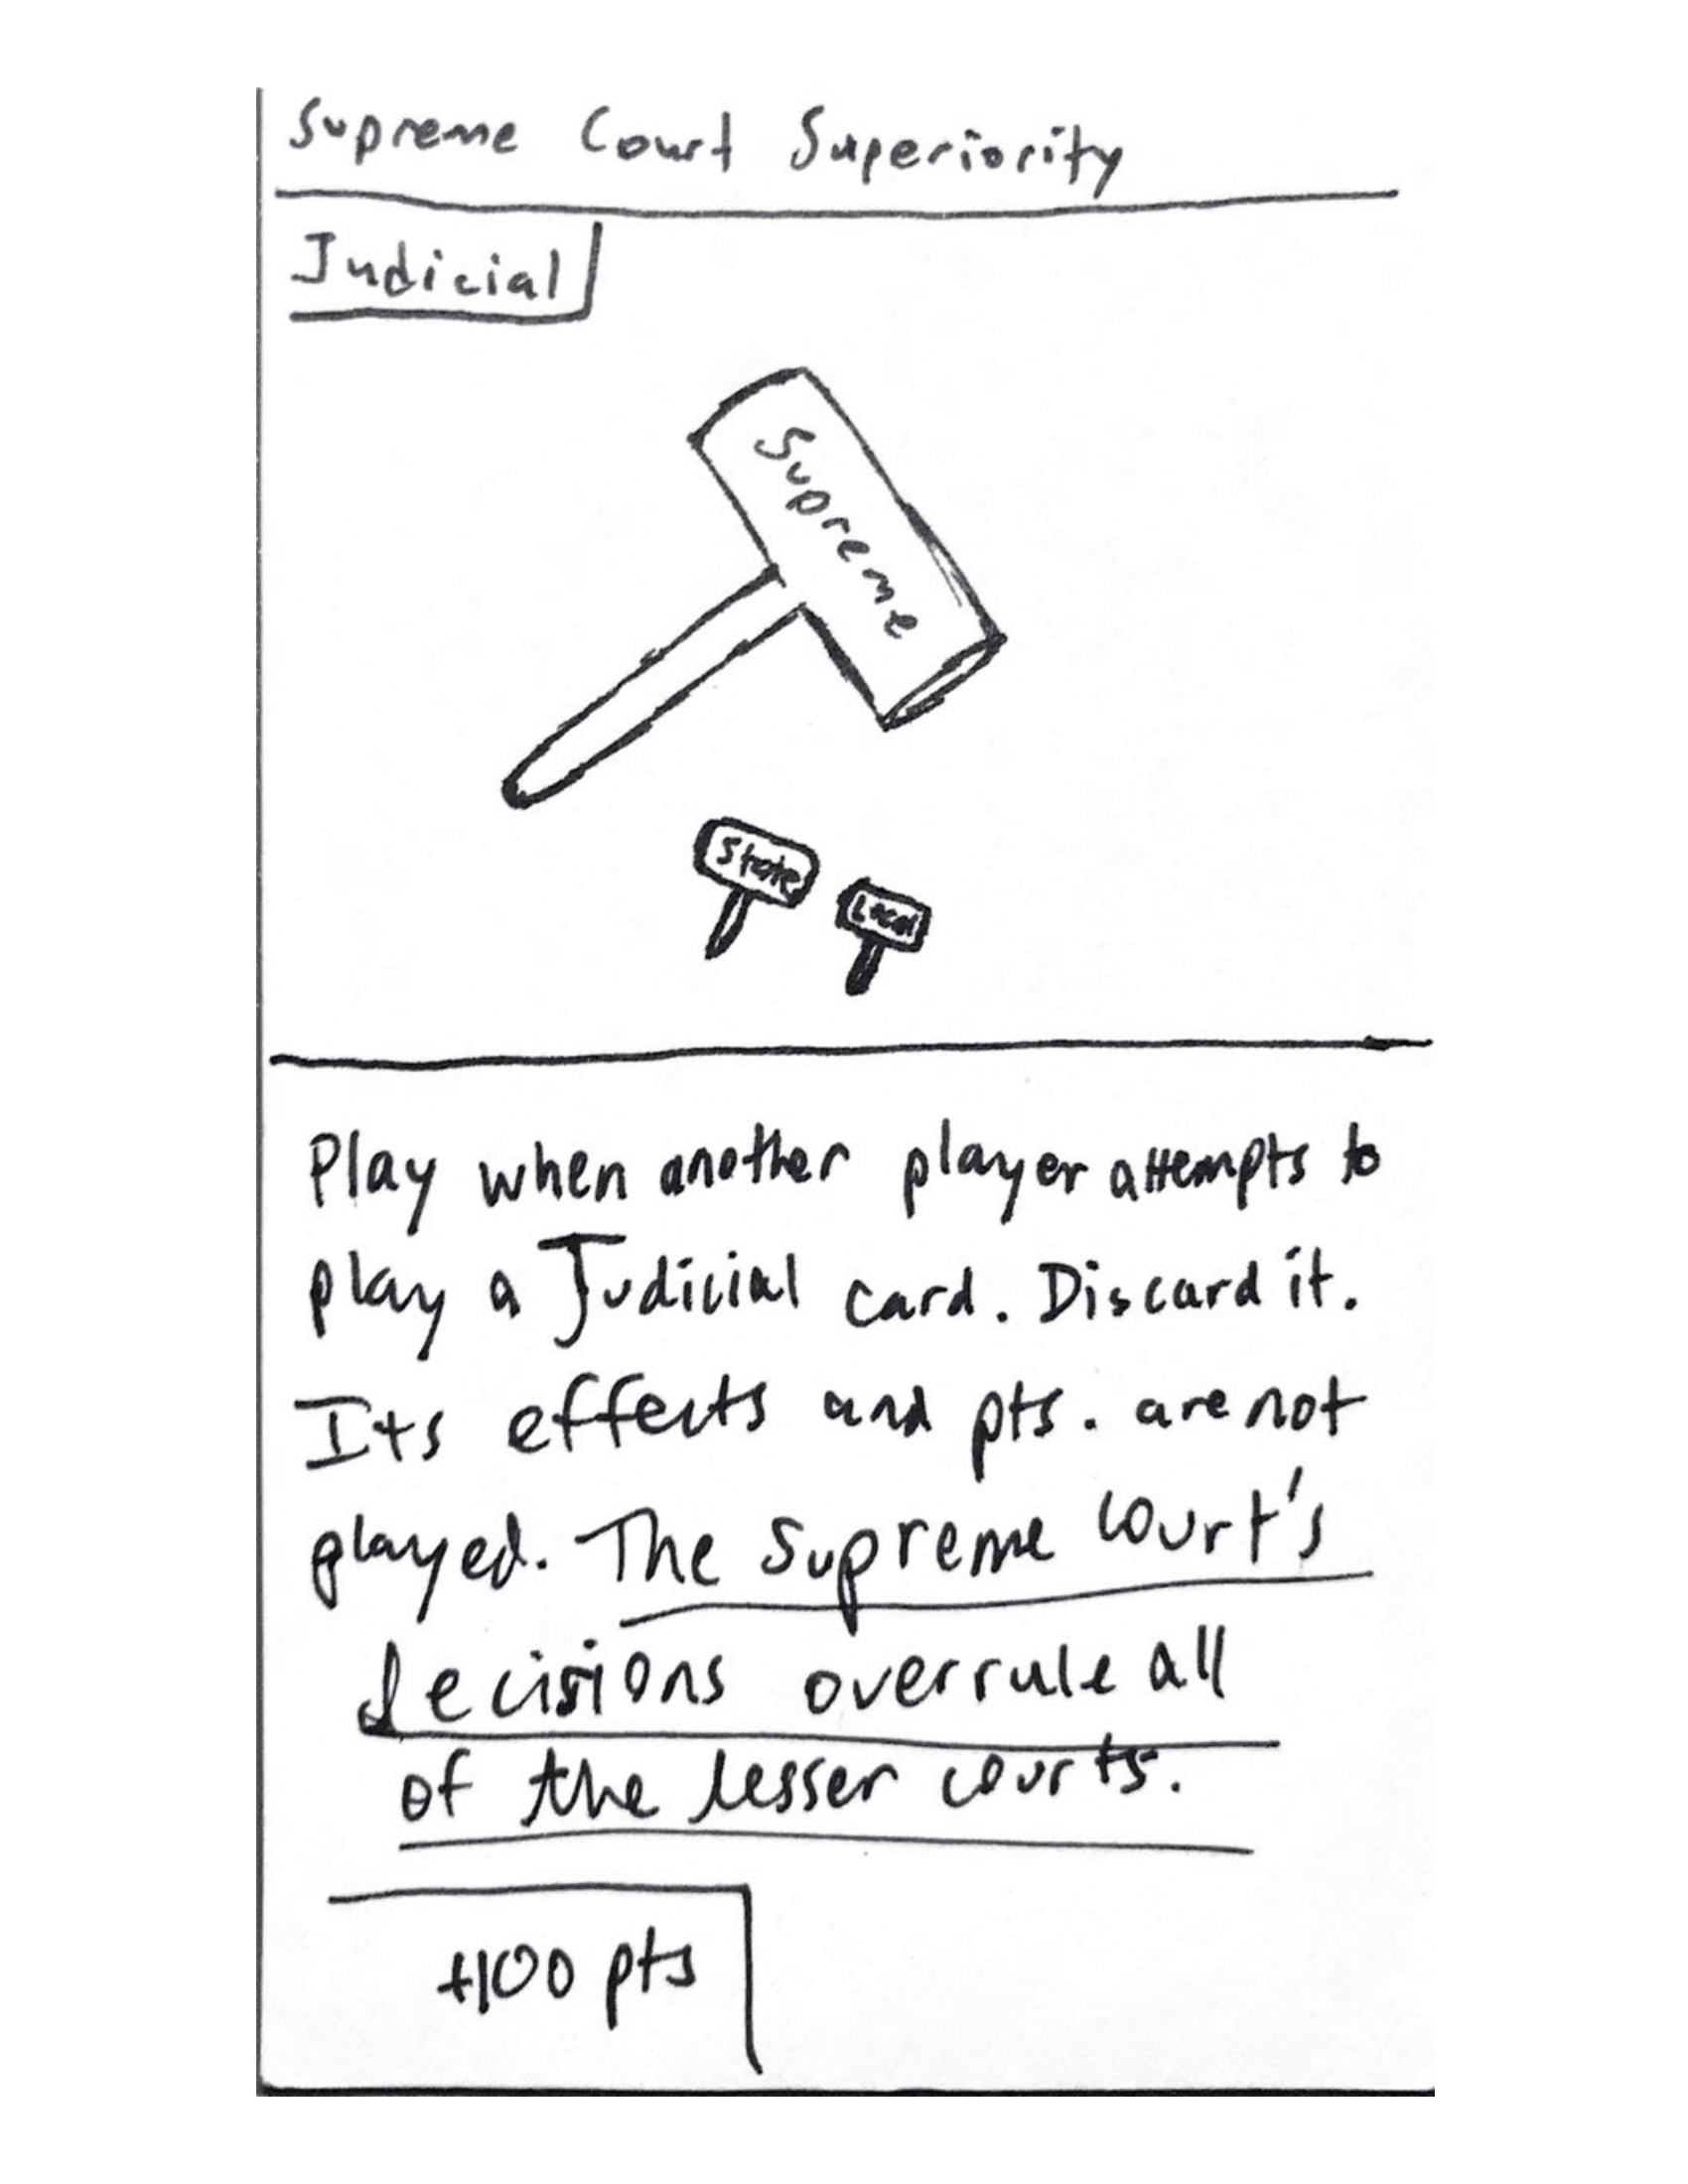 Supreme Court Superiority
Judicial
Supreme
State
Local
Play when another player attempts to
play a Judicial card. Discard it.
Its effects and pts. are not
played. The Supreme Court's
decisions overrule all
of the lesser courts.
+100 pts